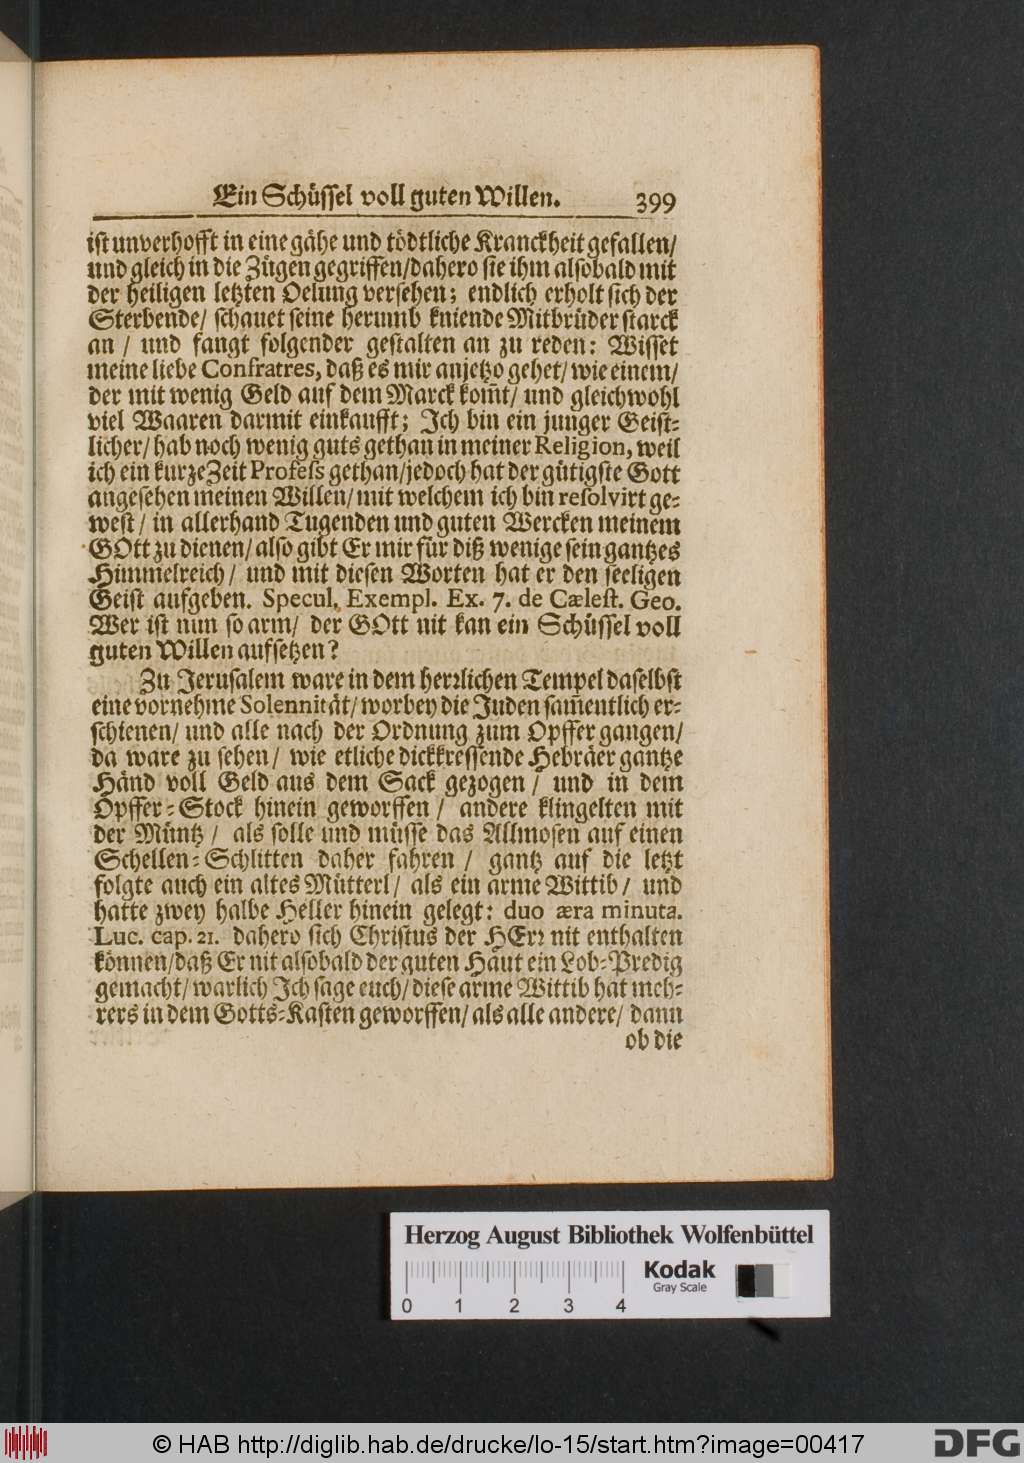 Ein Schüssel voll guten Willen. 399
ist unverhofft in eine gähe und tödtliche Kranckheit gefallen/
und gleich in die Zügen gegriffen/dahero sie ihm alsobald mit
der heiligen letzten Oelung versehen; endlich erholt sich der
Sterbende/ schauet seine herumb kniende Mitbrüder starck
an / und fangt folgender gestalten an zu reden: Wisset
meine liebe Confratres, daß es mir anjetzo gehet/ wie einem/
der mit wenig Geld auf dem Marck kom̄t/ und gleichwohl
viel Waaren darmit einkaufft; Ich bin ein junger Geist-
licher/ hab noch wenig guts gethan in meiner Religion, weil
ich ein kurze Zeit Profess gethan/jedoch hat der gütigste Gott
angesehen meinen Willen/ mit welchem ich bin resolvirt ge-
west/ in allerhand Tugenden und guten Wercken meinem
GOtt zu dienen/ also gibt Er mir für diß wenige sein gantzes
Himmelreich/ und mit diesen Worten hat er den seeligen
Geist aufgeben. Specul. Exempl. Ex. 7. de Cælest. Geo.
Wer ist nun so arm/ der GOtt nit kan ein Schüssel voll
guten Willen aufsetzen?
Zu Jerusalem ware in dem herꝛlichen Tempel daselbst
eine vornehme Solennität/ worbey die Juden sam̄entlich er-
schienen/ und alle nach der Ordnung zum Opffer gangen/
da ware zu sehen/ wie etliche dickkressende Hebräer gantze
Händ voll Geld aus dem Sack gezogen/ und in dem
Opffer-Stock hinein geworffen/ andere klingelten mit
der Müntz/ als solle und müsse das Allmosen auf einen
Schellen-Schlitten daher fahren/ gantz auf die letzt
folgte auch ein altes Mütterl/ als ein arme Wittib/ und
hatte zwey halbe Heller hinein gelegt: duo æra minuta.
Luc. cap. 21. dahero sich Christus der HErꝛ nit enthalten
können/daß Er nit alsobald der guten Haut ein Lob-Predig
gemacht/ warlich Ich sage euch/ diese arme Wittib hat meh-
rers in dem Gotts-Kasten geworffen/ als alle andere/ dann
ob die
Herzog August Bibliothek Wolfenbüttel
0 1 2 3 4
Kodak
Gray Scale
© HAB http://diglib.hab.de/drucke/lo-15/start.htm?image=00417
DFG